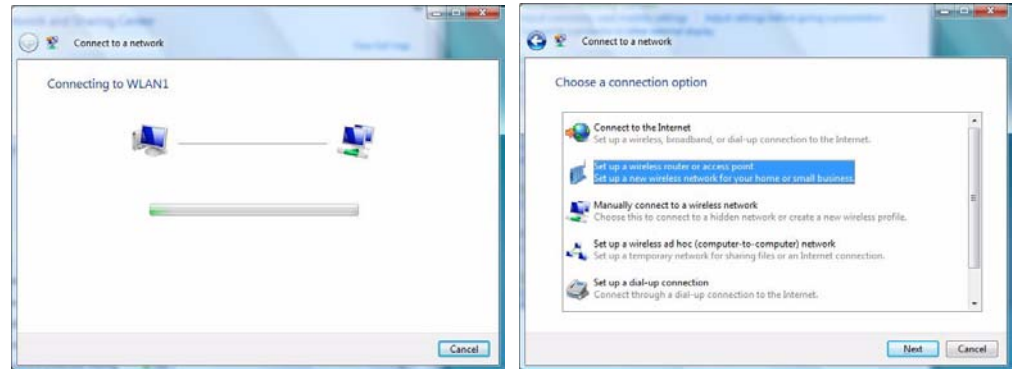 Connect to a network
Connecting to WLAN1
Cancel
Connect to a network
Choose a connection option
Connect to the Internet
Set up a wireless, broadband, or dial-up connection to the Internet.
Set up a wireless router or access point
Set up a new wireless network for your home or small business.
Manually connect to a wireless network
Choose this to connect to a hidden network or create a new wireless profile.
Set up a wireless ad hoc (computer-to-computer) network
Set up a temporary network for sharing files or an Internet connection.
Set up a dial-up connection
Connect through a dial-up connection to the Internet.
Next Cancel